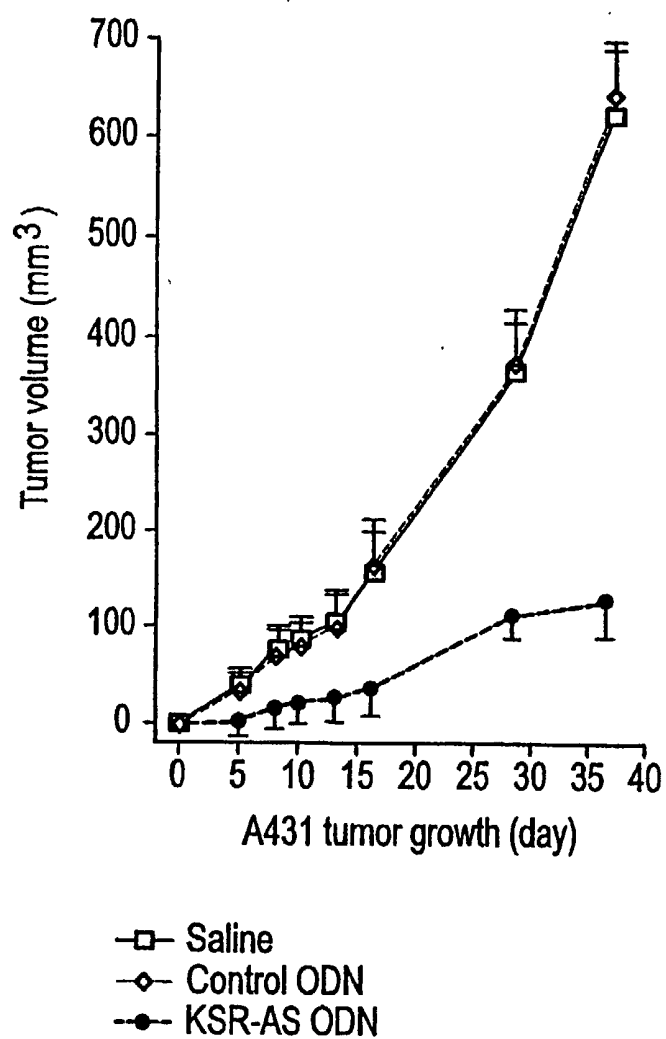 700
600
500
400
300
200
100
0
Tumor volume (mm3)
0 5 10 15 20 25 30 35 40
A431 tumor growth (day)
Saline
Control ODN
KSR-AS ODN